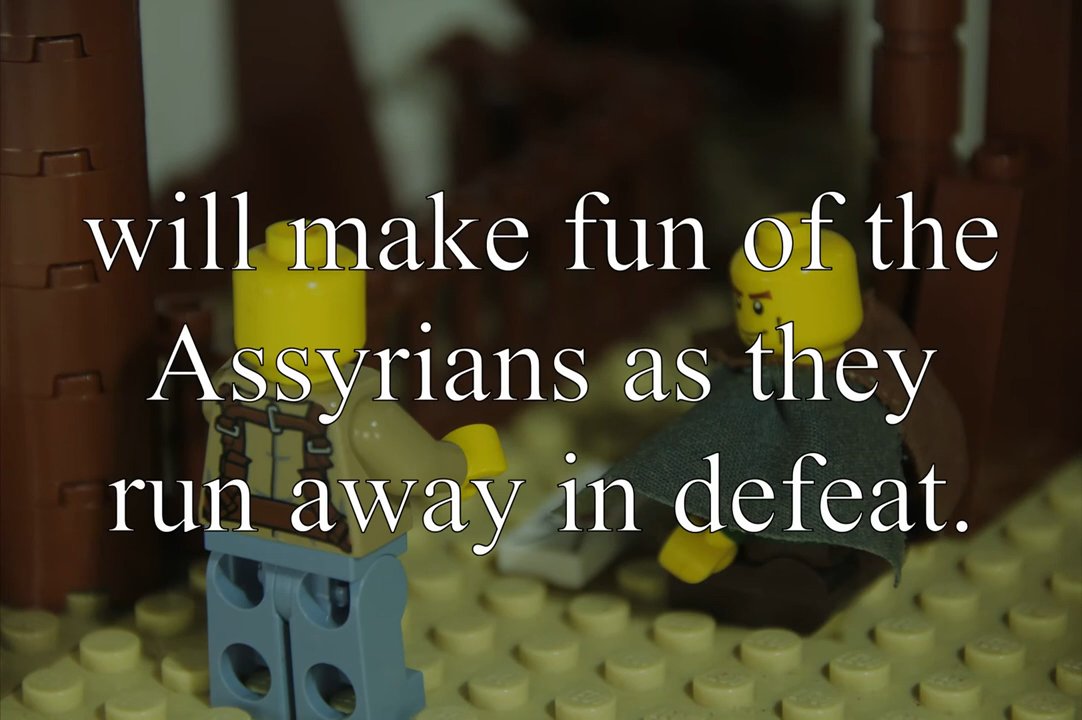 will make fun of the
Assyrians as they
run away in defeat.